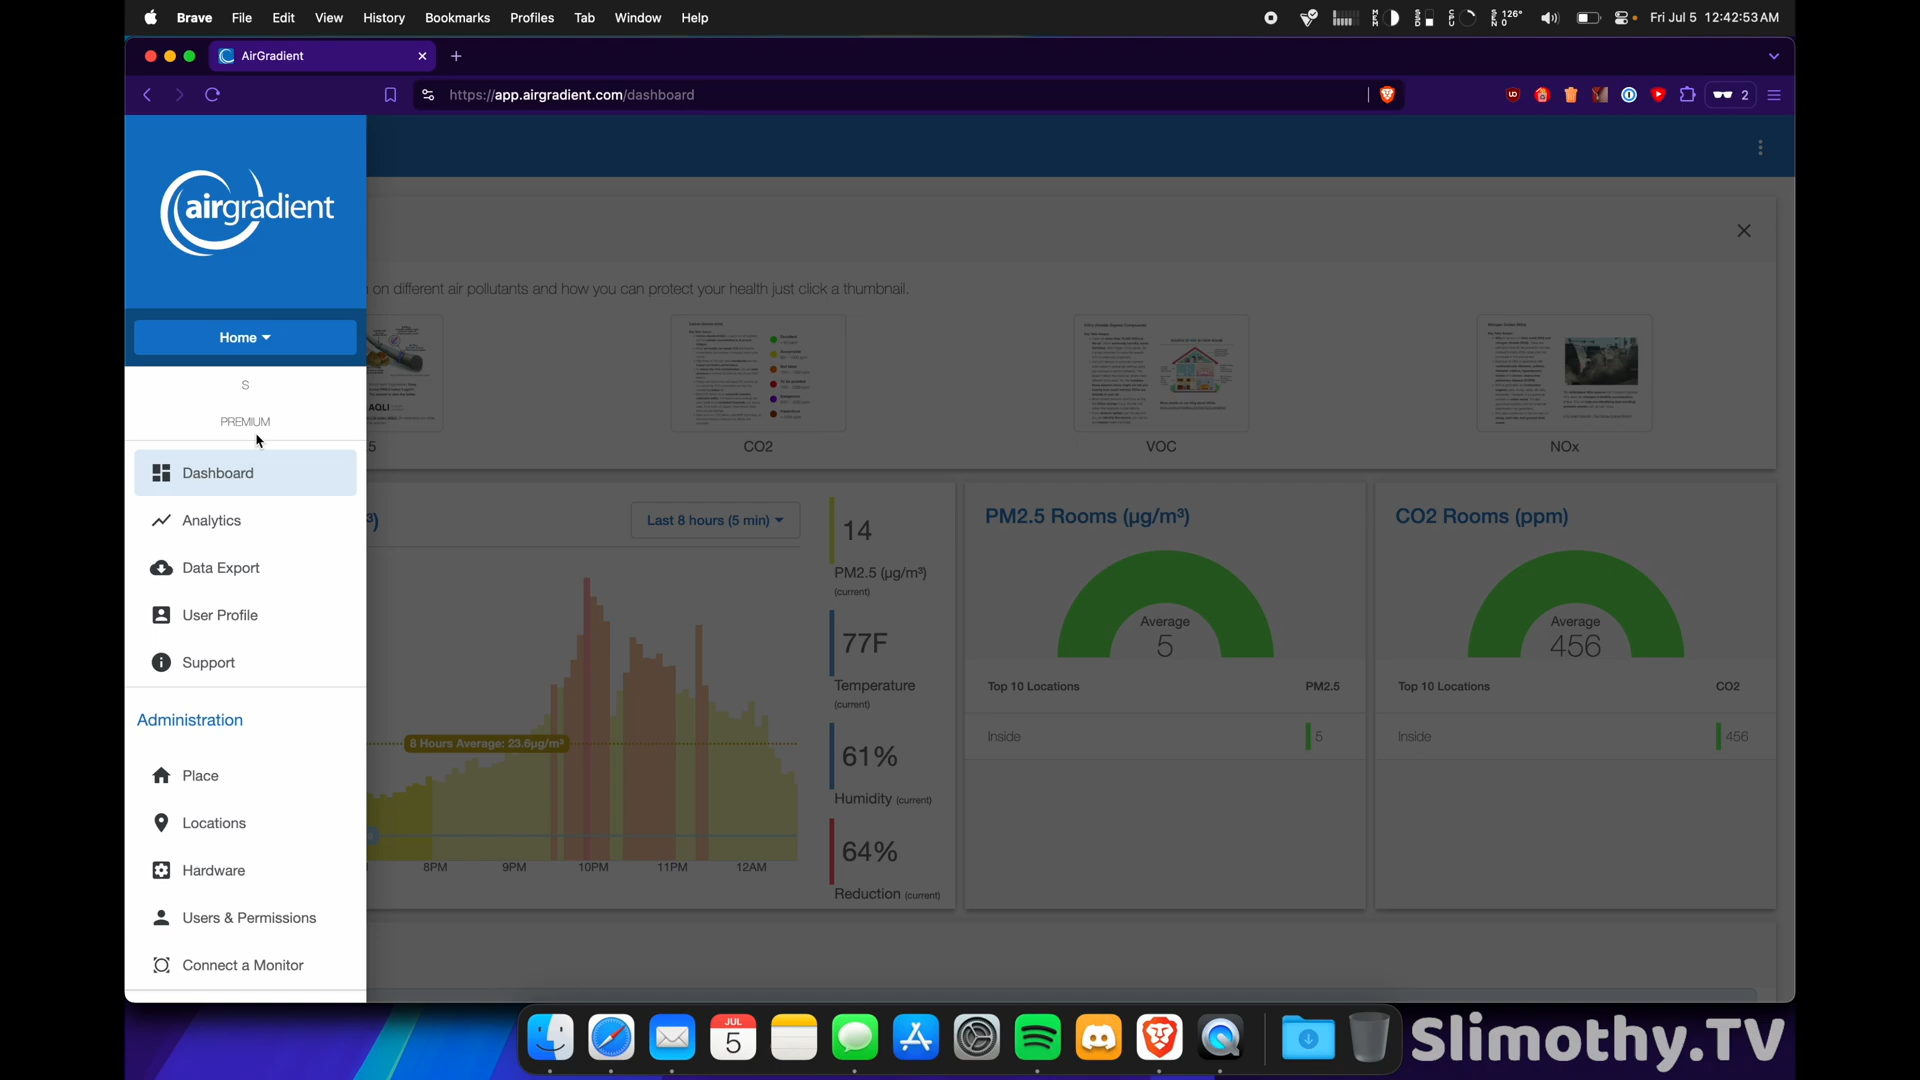 Brave File Edit View History Bookmarks Profiles Tab Window Help
126° Fri Jul 5 12:42:53 AM
AirGradient
https://app.airgradient.com/dashboard
2
airgradient
Home
S
PREMIUM
Dashboard
Analytics
Data Export
User Profile
Support
Administration
Place
Locations
Hardware
Users & Permissions
Connect a Monitor
on different air pollutants and how you can protect your health just click a thumbnail.
AQLI
5 CO2 VOC NOx
³)
Last 8 hours (5 min)
8 Hours Average: 23.6µg/m³
8PM 9PM 10PM 11PM 12AM
14
PM2.5 (µg/m³)
(current)
77F
Temperature
(current)
61%
Humidity (current)
64%
Reduction (current)
PM2.5 Rooms (µg/m³)
Average
5
Top 10 Locations PM2.5
Inside 5
CO2 Rooms (ppm)
Average
456
Top 10 Locations CO2
Inside 456
JUL
5
Slimothy.TV